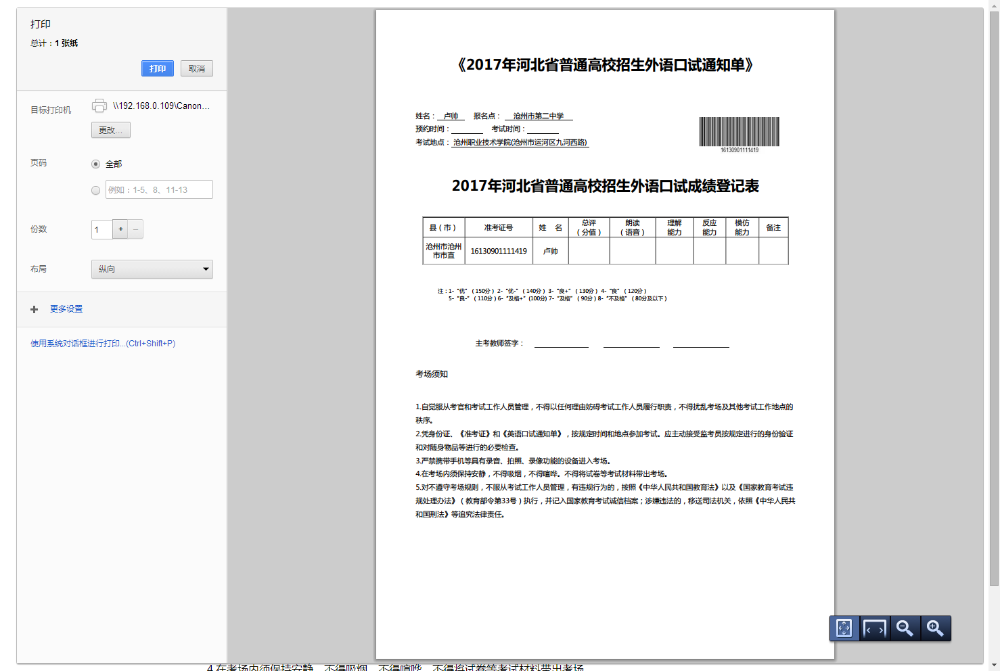 打印
总计：1 张纸
打印 取消
目标打印机 \\192.168.0.109\Canon...
更改...
页码 全部
例如：1-5、8、11-13
份数 1 + −
布局 纵向
更多设置
使用系统对话框进行打印...(Ctrl+Shift+P)
《2017年河北省普通高校招生外语口试通知单》
姓名： 卢帅 报名点： 沧州市第二中学
预约时间： 考试时间：
考试地点： 沧州职业技术学院(沧州市运河区九河西路)
16130901111419
2017年河北省普通高校招生外语口试成绩登记表
县（市） 准考证号 姓 名 总评（分值） 朗读（语音） 理解能力 反应能力 模仿能力 备注
沧州市沧州市市直 16130901111419 卢帅
注：1-“优”（150分）2-“优-”（140分）3-“良+”（130分）4-“良”（120分）
5-“良-”（110分）6-“及格+”(100分) 7-“及格”（90分）8-“不及格”（80分及以下）
主考教师签字：
考场须知
1.自觉服从考官和考试工作人员管理，不得以任何理由妨碍考试工作人员履行职责，不得扰乱考场及其他考试工作地点的
秩序。
2.凭身份证、《准考证》和《英语口试通知单》，按规定时间和地点参加考试。应主动接受监考员按规定进行的身份验证
和对随身物品等进行的必要检查。
3.严禁携带手机等具有录音、拍照、录像功能的设备进入考场。
4.在考场内须保持安静，不得吸烟，不得喧哗。不得将试卷等考试材料带出考场。
5.对不遵守考场规则，不服从考试工作人员管理，有违规行为的，按照《中华人民共和国教育法》以及《国家教育考试违
规处理办法》（教育部令第33号）执行，并记入国家教育考试诚信档案；涉嫌违法的，移送司法机关，依照《中华人民共
和国刑法》等追究法律责任。
4.在考场内须保持安静，不得吸烟，不得喧哗。不得将试卷等考试材料带出考场